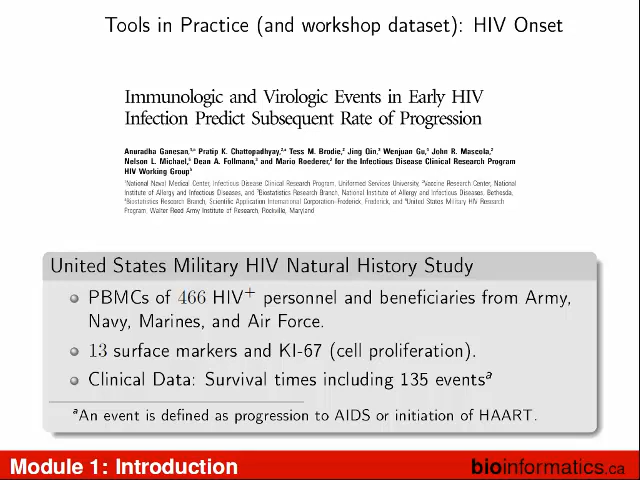 Tools in Practice (and workshop dataset): HIV Onset
Immunologic and Virologic Events in Early HIV
Infection Predict Subsequent Rate of Progression
Anuradha Ganesan,¹,ᵃ Pratip K. Chattopadhyay,²,ᵃ Tess M. Brodie,² Jing Qin,³ Wenjuan Gu,⁴ John R. Mascola,²
Nelson L. Michael,⁵ Dean A. Follmann,³ and Mario Roederer,² for the Infectious Disease Clinical Research Program
HIV Working Groupᵇ
¹National Naval Medical Center, Infectious Disease Clinical Research Program, Uniformed Services University, ²Vaccine Research Center, National
Institute of Allergy and Infectious Diseases, and ³Biostatistics Research Branch, National Institute of Allergy and Infectious Diseases, Bethesda,
⁴Biostatistics Research Branch, Scientific Application International Corporation-Frederick, Frederick, and ⁵United States Military HIV Research
Program, Walter Reed Army Institute of Research, Rockville, Maryland
United States Military HIV Natural History Study
PBMCs of 466 HIV⁺ personnel and beneficiaries from Army,
Navy, Marines, and Air Force.
13 surface markers and KI-67 (cell proliferation).
Clinical Data: Survival times including 135 eventsᵃ
ᵃAn event is defined as progression to AIDS or initiation of HAART.
Module 1: Introduction
bioinformatics.ca